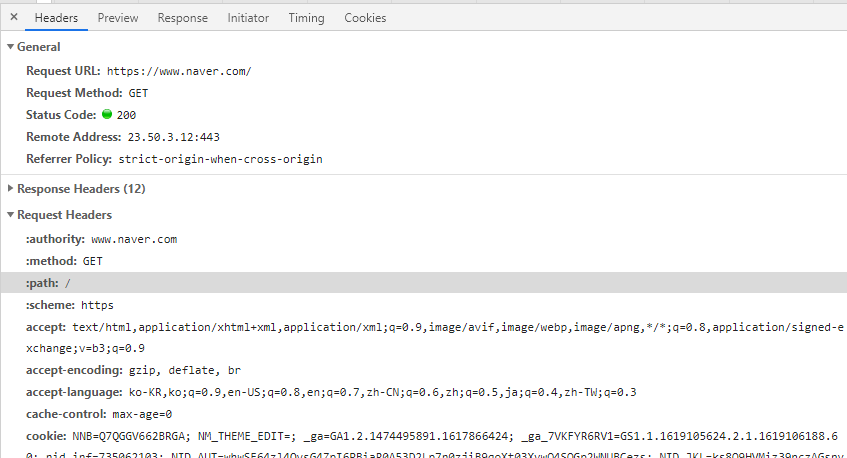 × Headers Preview Response Initiator Timing Cookies
▼General
Request URL: https://www.naver.com/
Request Method: GET
Status Code: 200
Remote Address: 23.50.3.12:443
Referrer Policy: strict-origin-when-cross-origin
▶Response Headers (12)
▼Request Headers
:authority: www.naver.com
:method: GET
:path: /
:scheme: https
accept: text/html,application/xhtml+xml,application/xml;q=0.9,image/avif,image/webp,image/apng,*/*;q=0.8,application/signed-e
xchange;v=b3;q=0.9
accept-encoding: gzip, deflate, br
accept-language: ko-KR,ko;q=0.9,en-US;q=0.8,en;q=0.7,zh-CN;q=0.6,zh;q=0.5,ja;q=0.4,zh-TW;q=0.3
cache-control: max-age=0
cookie: NNB=Q7QGGV662BRGA; NM_THEME_EDIT=; _ga=GA1.2.1474495891.1617866424; _ga_7VKFYR6RV1=GS1.1.1619105624.2.1.1619106188.6